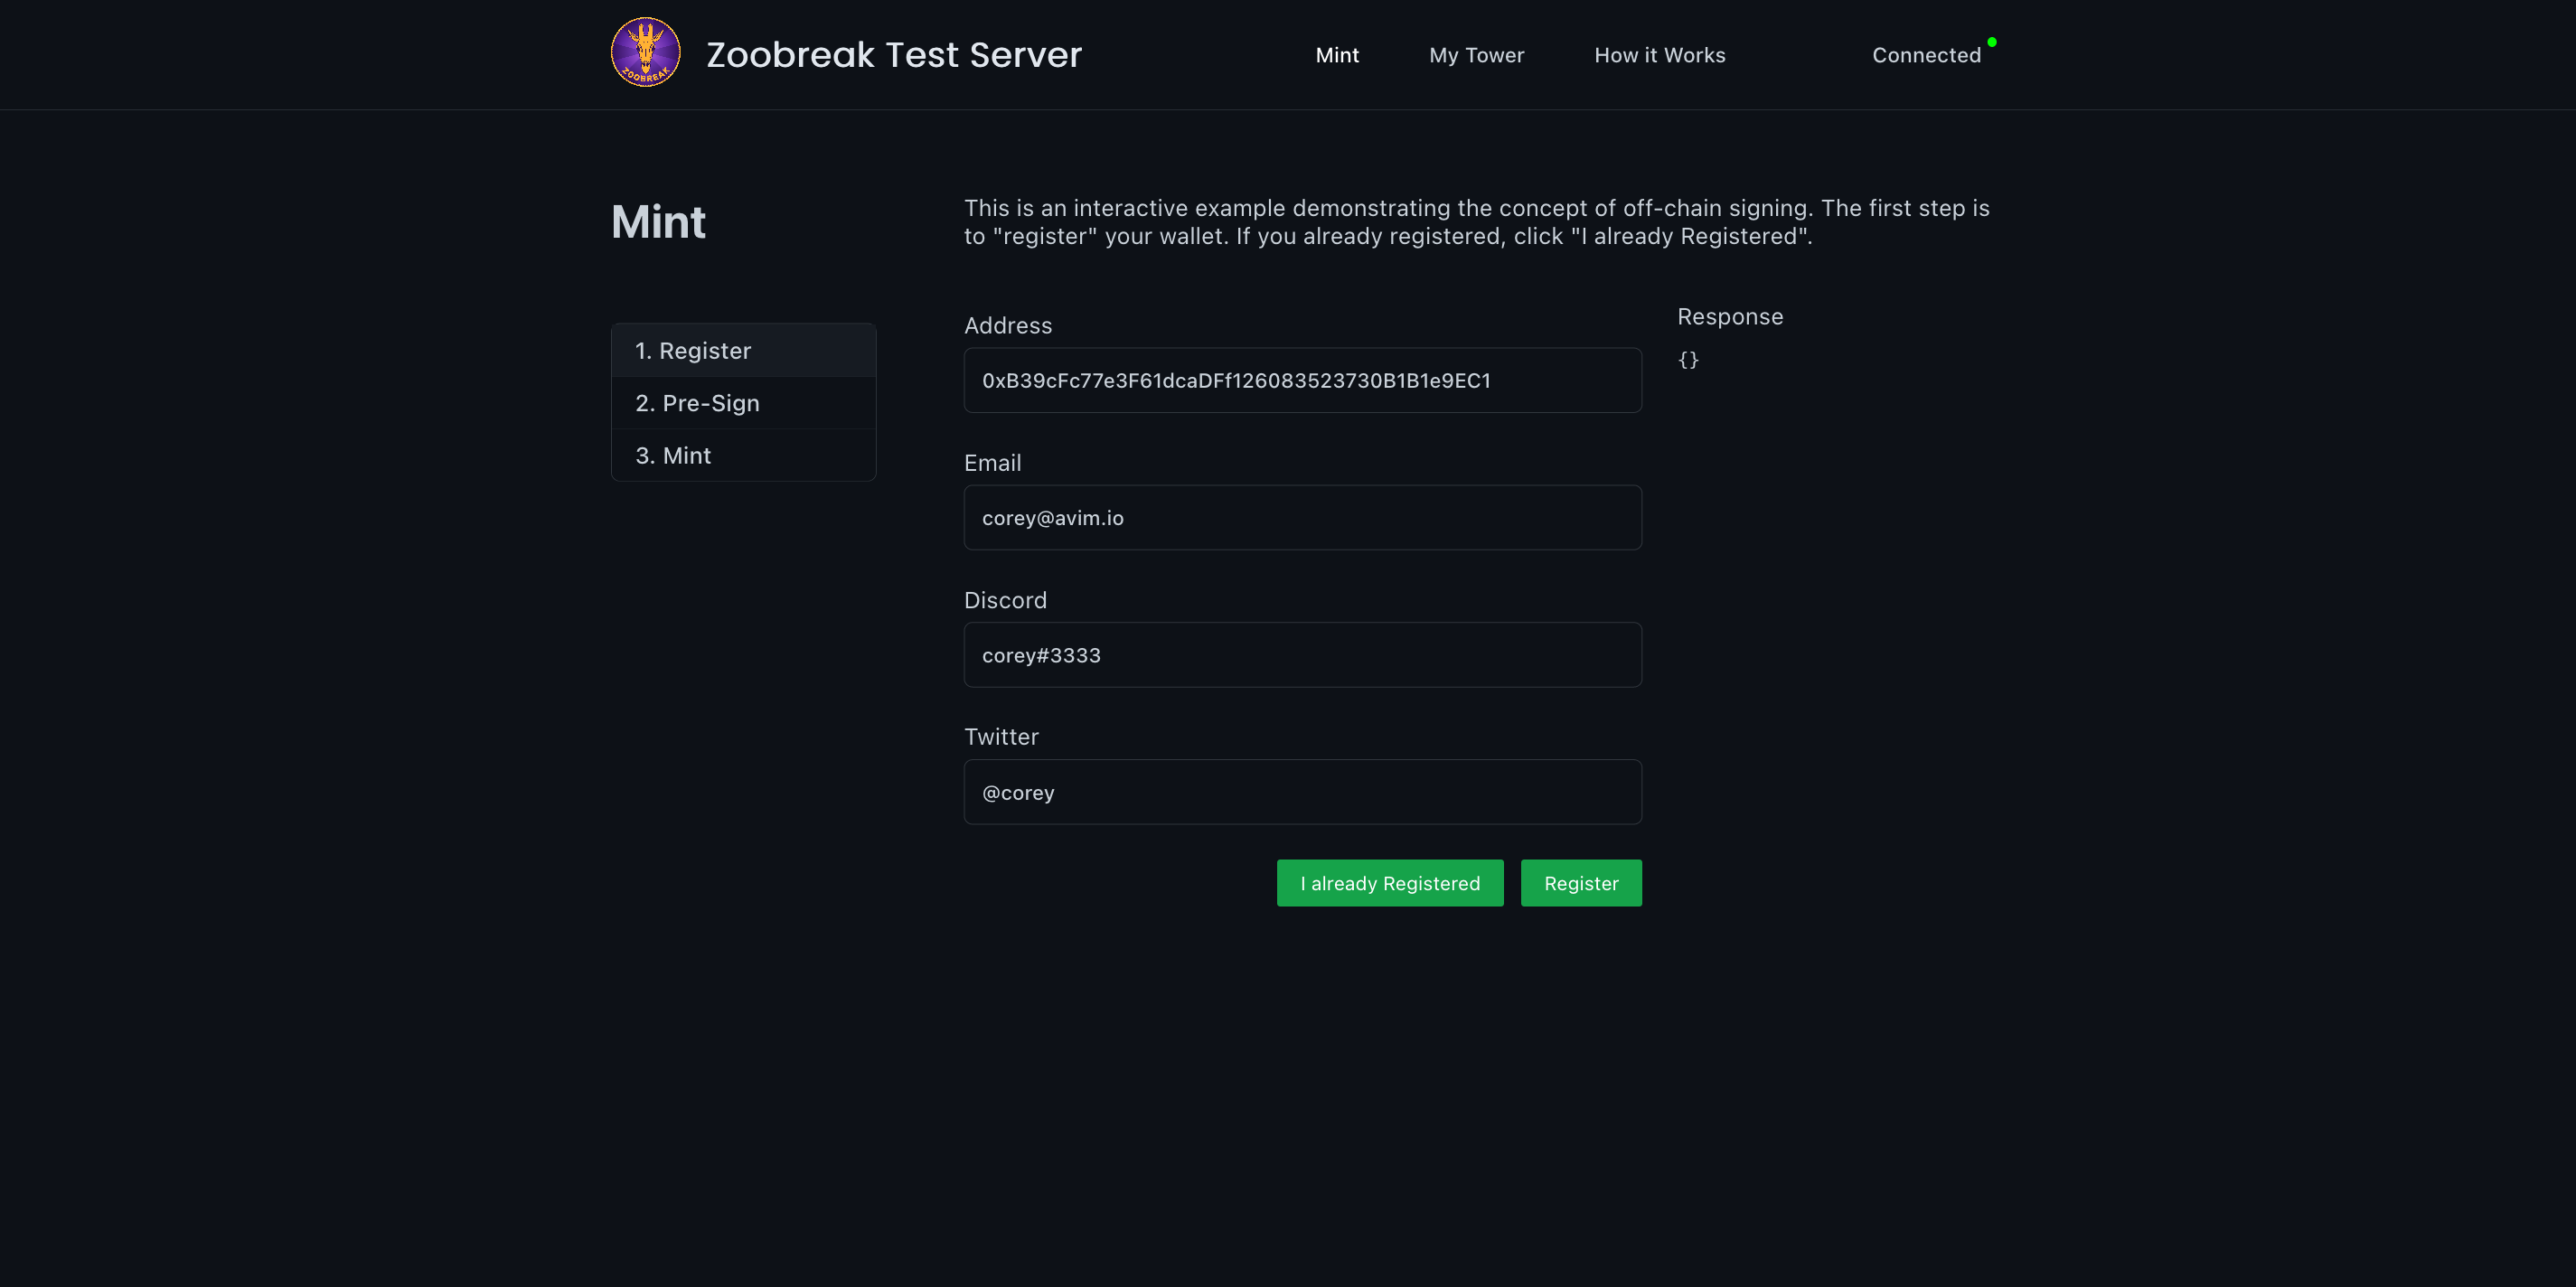 ZOOBREAK
Zoobreak Test Server
Mint
My Tower
How it Works
Connected
Mint
This is an interactive example demonstrating the concept of off-chain signing. The first step is
to "register" your wallet. If you already registered, click "I already Registered".
1. Register
2. Pre-Sign
3. Mint
Address
0xB39cFc77e3F61dcaDFf126083523730B1B1e9EC1
Email
corey@avim.io
Discord
corey#3333
Twitter
@corey
I already Registered
Register
Response
{}